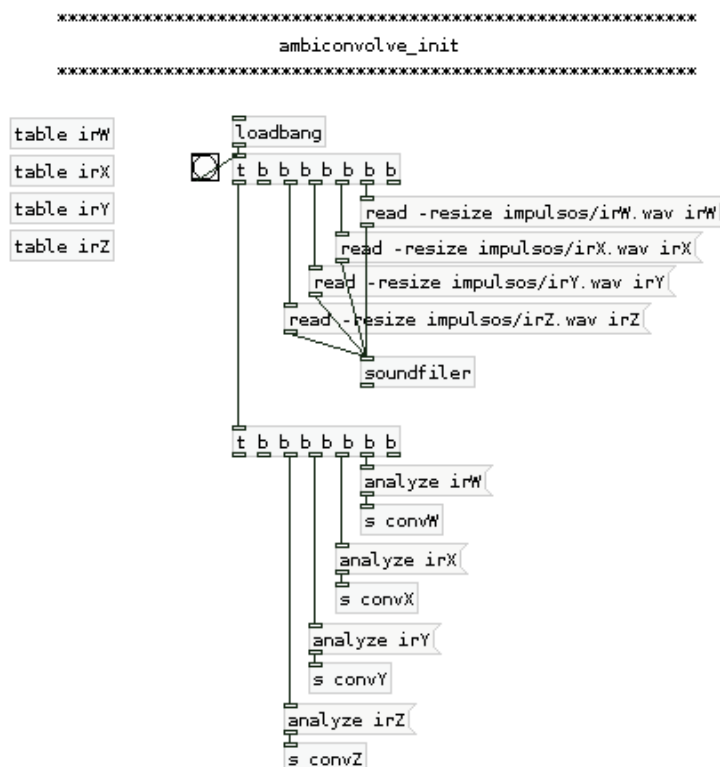 ************************************************************
ambiconvolve_init
************************************************************
table irW
table irX
table irY
table irZ
loadbang
t b b b b b b
read -resize impulsos/irW.wav irW
read -resize impulsos/irX.wav irX
read -resize impulsos/irY.wav irY
read -resize impulsos/irZ.wav irZ
soundfiler
t b b b b b b
analyze irW
s convW
analyze irX
s convX
analyze irY
s convY
analyze irZ
s convZ